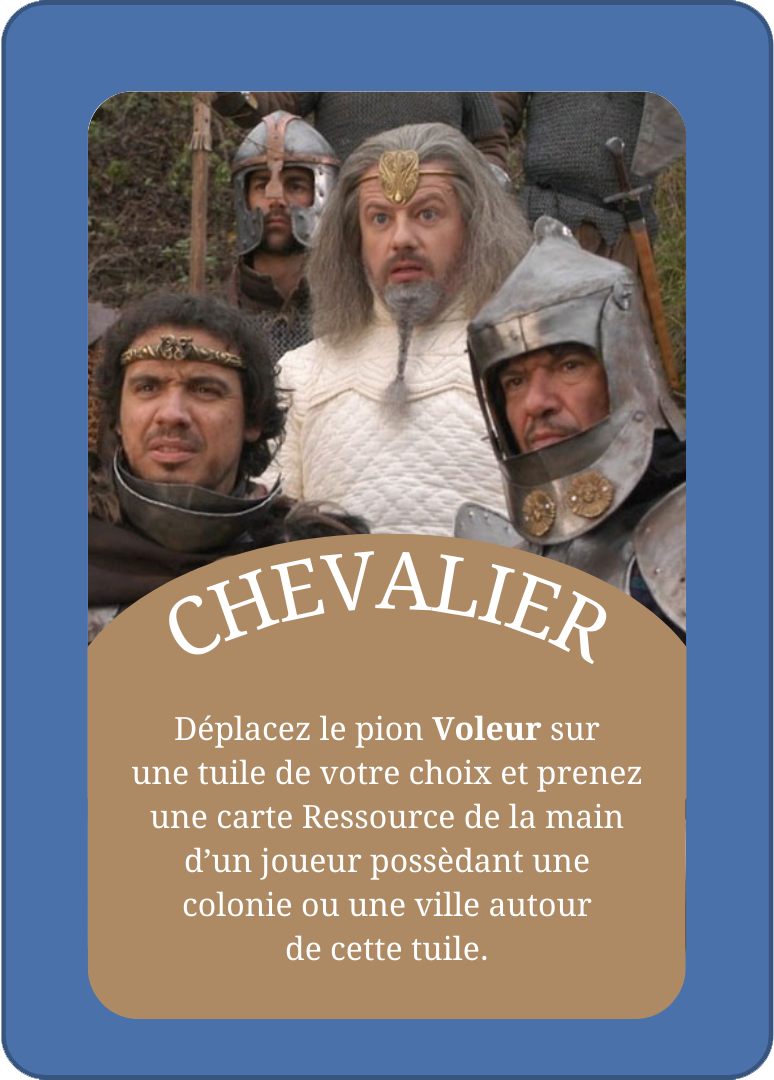 CHEVALIER
Déplacez le pion Voleur sur
une tuile de votre choix et prenez
une carte Ressource de la main
d’un joueur possèdant une
colonie ou une ville autour
de cette tuile.